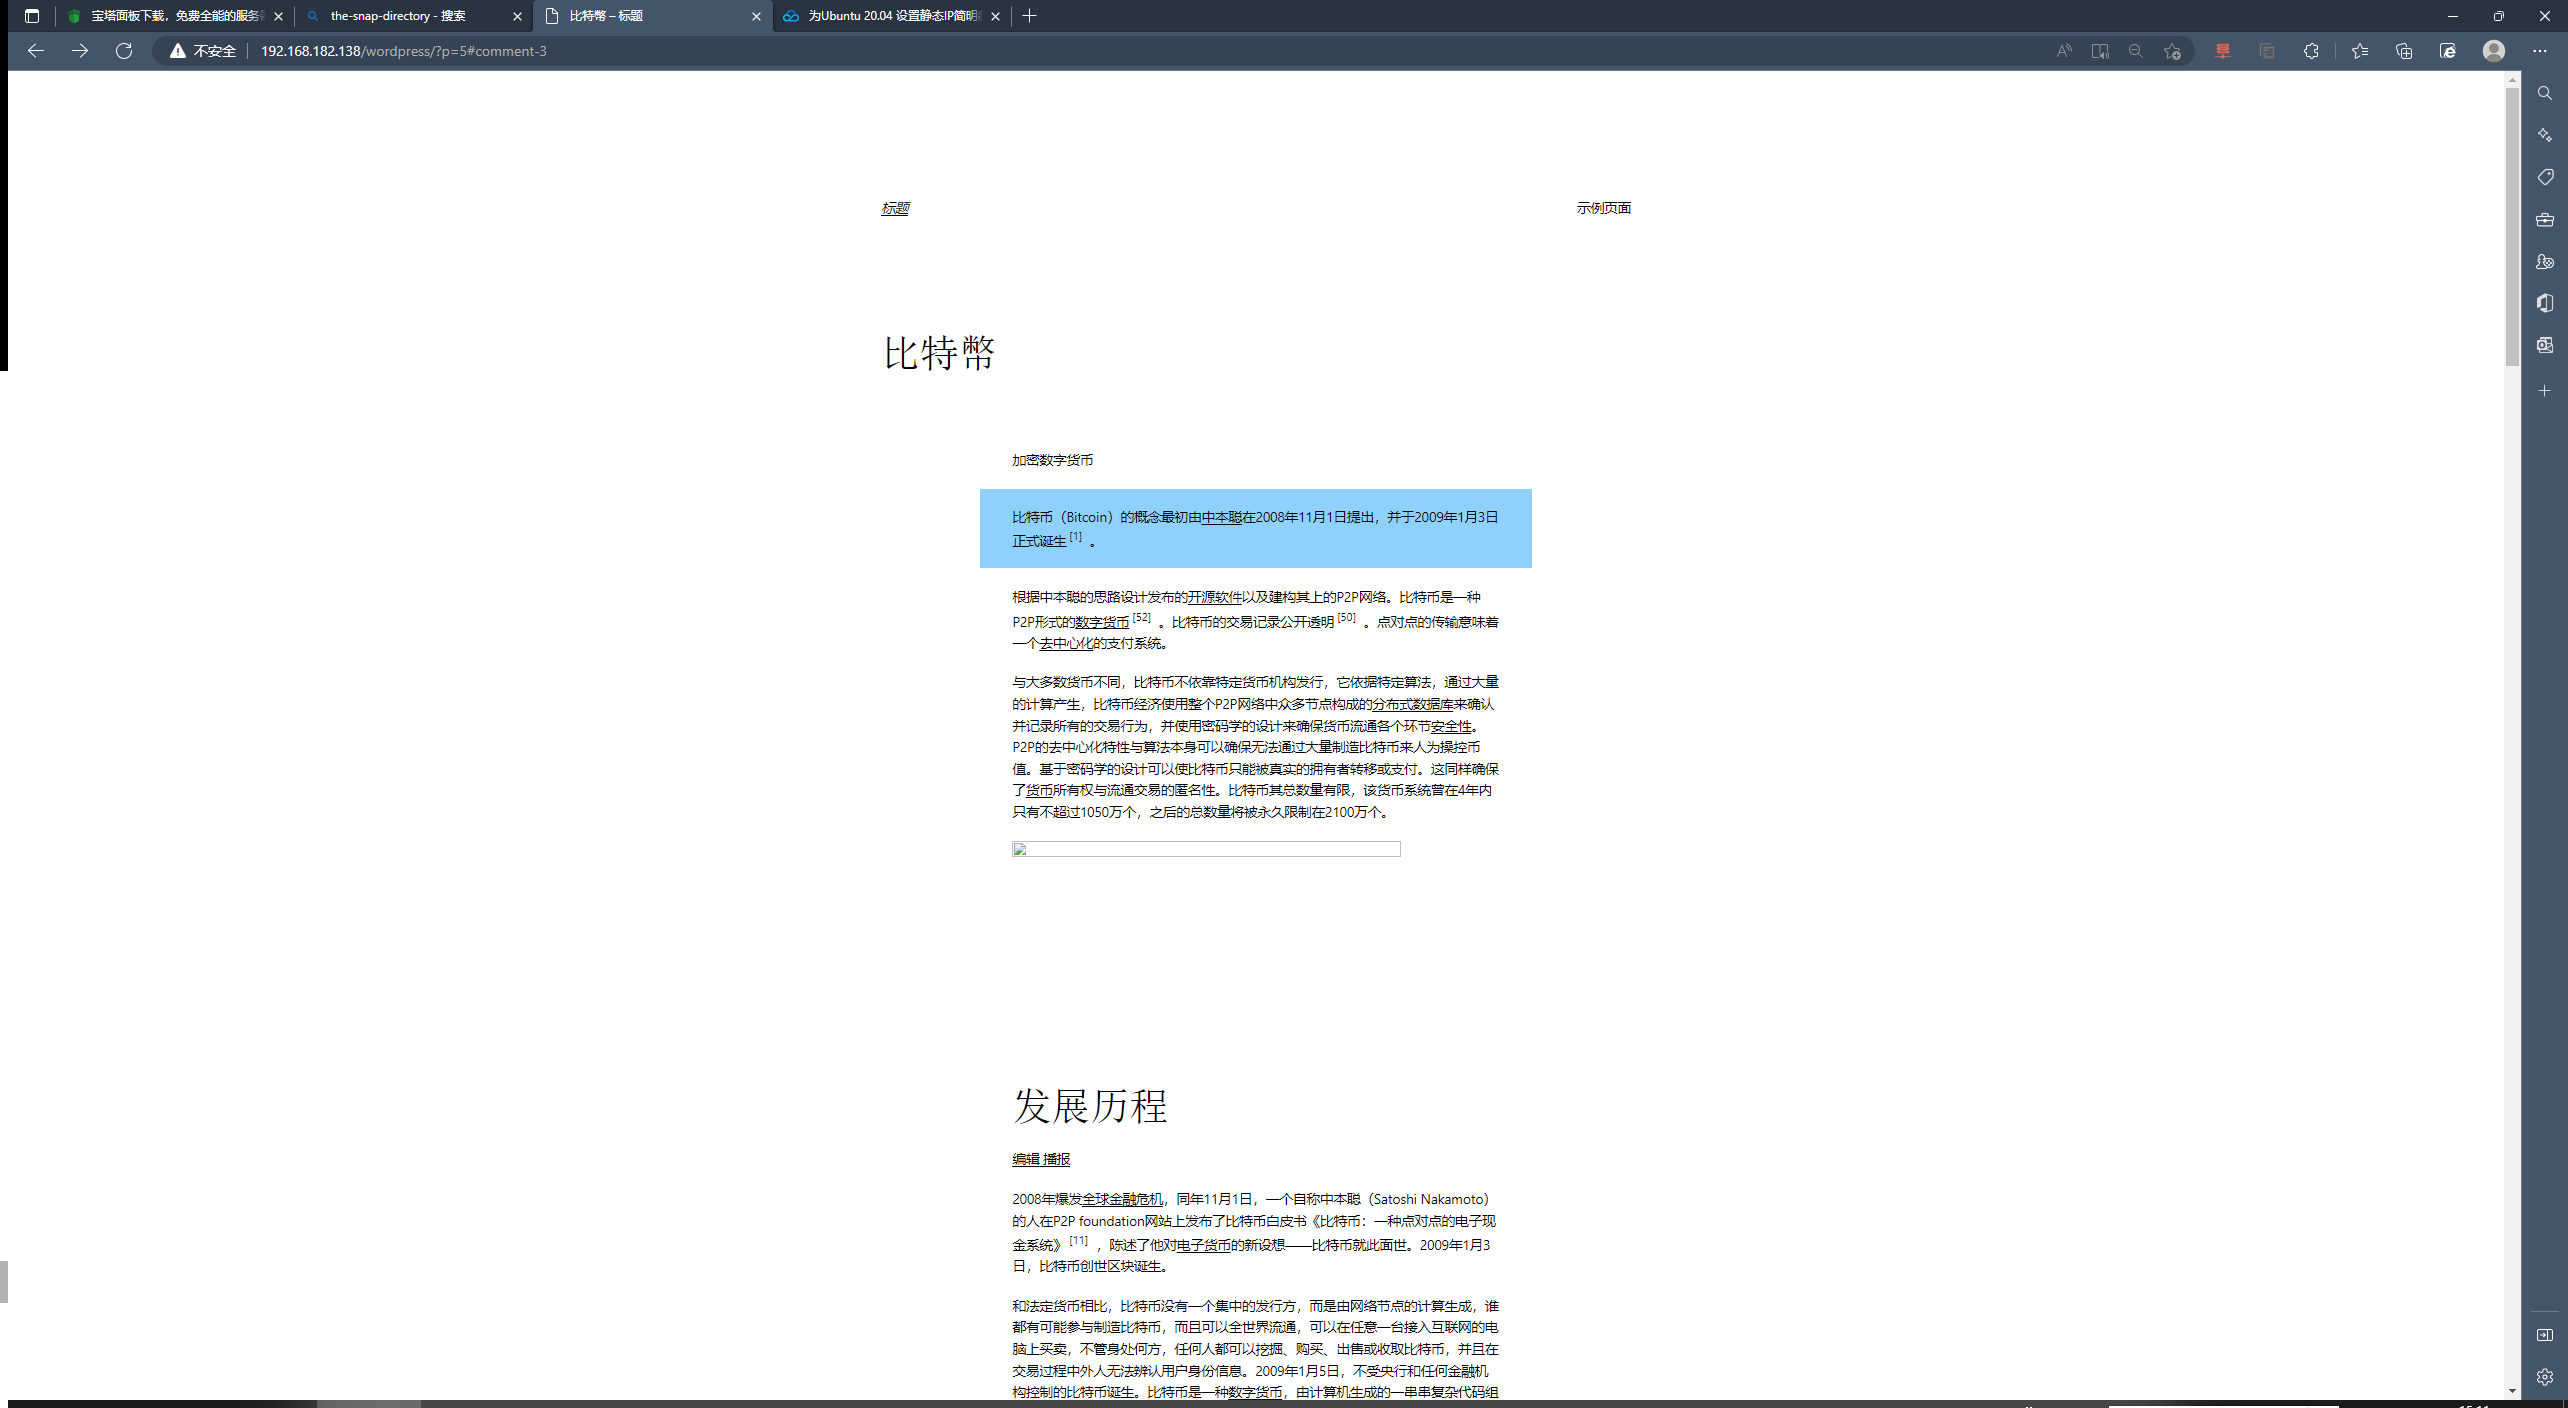 宝塔面板下载，免费全能的服务
the-snap-directory - 搜索
比特幣 – 标题
为Ubuntu 20.04 设置静态IP简明
不安全
192.168.182.138/wordpress/?p=5#comment-3
标题
示例页面
比特幣
加密数字货币
比特币（Bitcoin）的概念最初由中本聪在2008年11月1日提出，并于2009年1月3日
正式诞生 [1] 。
根据中本聪的思路设计发布的开源软件以及建构其上的P2P网络。比特币是一种
P2P形式的数字货币 [52] 。比特币的交易记录公开透明 [50] 。点对点的传输意味着
一个去中心化的支付系统。
与大多数货币不同，比特币不依靠特定货币机构发行，它依据特定算法，通过大量
的计算产生，比特币经济使用整个P2P网络中众多节点构成的分布式数据库来确认
并记录所有的交易行为，并使用密码学的设计来确保货币流通各个环节安全性。
P2P的去中心化特性与算法本身可以确保无法通过大量制造比特币来人为操控币
值。基于密码学的设计可以使比特币只能被真实的拥有者转移或支付。这同样确保
了货币所有权与流通交易的匿名性。比特币其总数量有限，该货币系统曾在4年内
只有不超过1050万个，之后的总数量将被永久限制在2100万个。
发展历程
编辑 播报
2008年爆发全球金融危机，同年11月1日，一个自称中本聪（Satoshi Nakamoto）
的人在P2P foundation网站上发布了比特币白皮书《比特币：一种点对点的电子现
金系统》 [11] ，陈述了他对电子货币的新设想——比特币就此面世。2009年1月3
日，比特币创世区块诞生。
和法定货币相比，比特币没有一个集中的发行方，而是由网络节点的计算生成，谁
都有可能参与制造比特币，而且可以全世界流通，可以在任意一台接入互联网的电
脑上买卖，不管身处何方，任何人都可以挖掘、购买、出售或收取比特币，并且在
交易过程中外人无法辨认用户身份信息。2009年1月5日，不受央行和任何金融机
构控制的比特币诞生。比特币是一种数字货币，由计算机生成的一串串复杂代码组